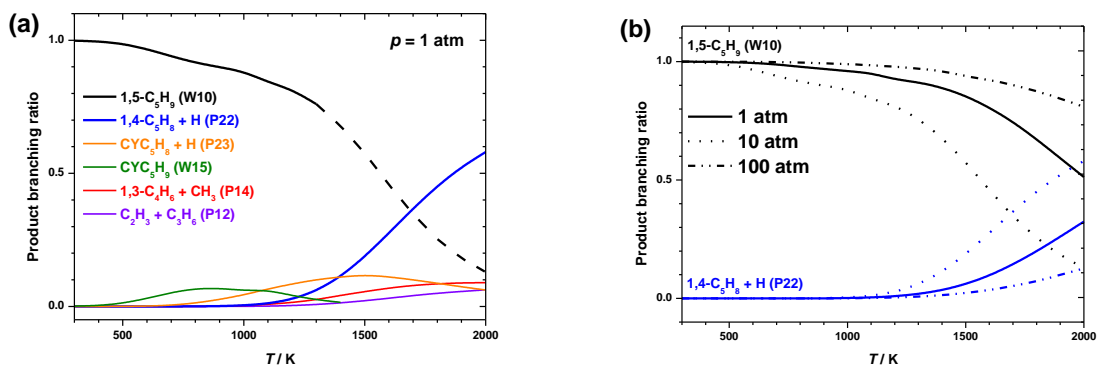 (a)
p = 1 atm
1,5-C₅H₉ (W10)
1,4-C₅H₈ + H (P22)
CYC₅H₈ + H (P23)
CYC₅H₉ (W15)
1,3-C₄H₆ + CH₃ (P14)
C₂H₃ + C₃H₆ (P12)
Product branching ratio
1.0
0.5
0.0
500 1000 1500 2000
T / K
(b)
1,5-C₅H₉ (W10)
1 atm
10 atm
100 atm
1,4-C₅H₈ + H (P22)
Product branching ratio
1.0
0.5
0.0
500 1000 1500 2000
T / K